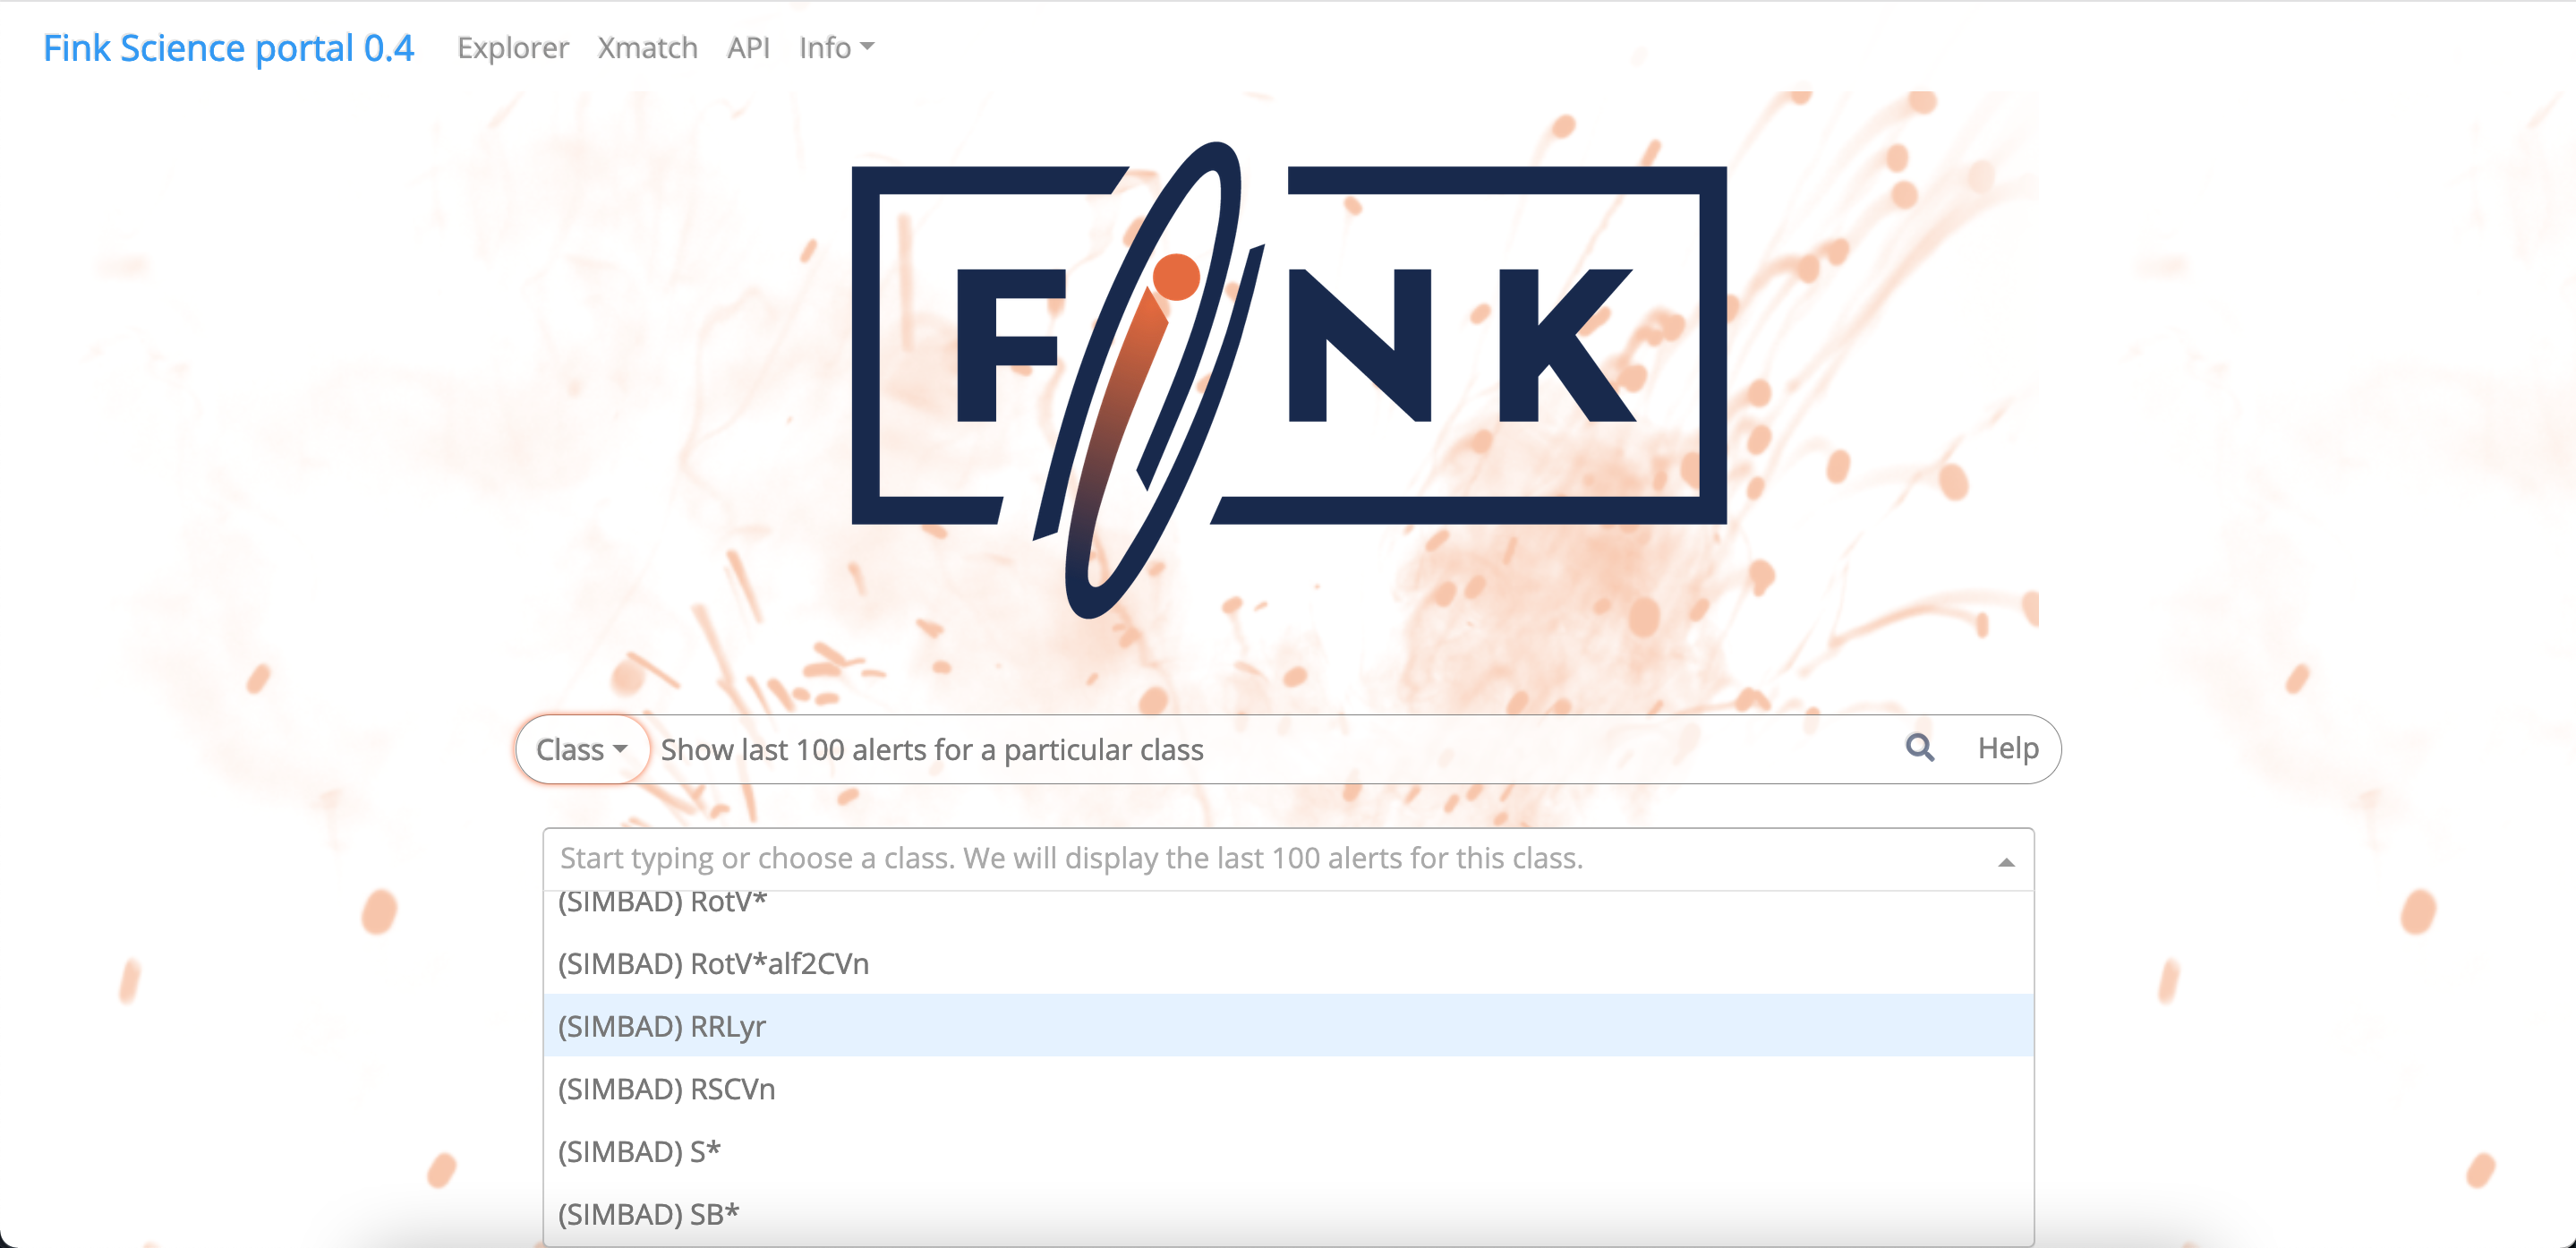 Fink Science portal 0.4 Explorer Xmatch API Info
FINK
Class Show last 100 alerts for a particular class Help
Start typing or choose a class. We will display the last 100 alerts for this class.
(SIMBAD) RotV*
(SIMBAD) RotV*alf2CVn
(SIMBAD) RRLyr
(SIMBAD) RSCVn
(SIMBAD) S*
(SIMBAD) SB*